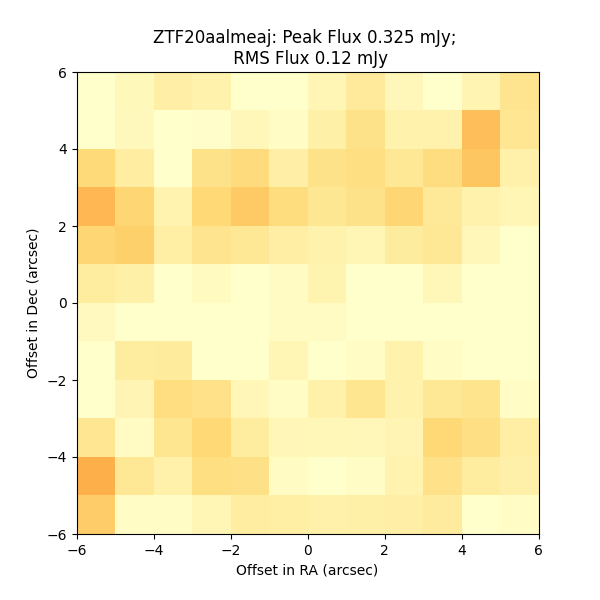 ZTF20aalmeaj: Peak Flux 0.325 mJy;
RMS Flux 0.12 mJy
6
4
2
0
−2
−4
−6
Offset in Dec (arcsec)
−6 −4 −2 0 2 4 6
Offset in RA (arcsec)